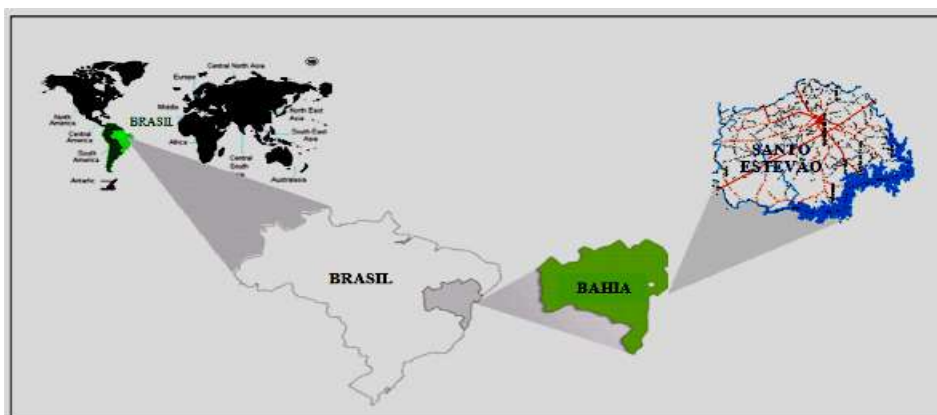 Central North Asia
Europe
North
America
BRASIL
Middle
North East
Asia
Central
America
Africa
South East
Asia
South
America
Central
South
Australasia
Antartic
SANTO
ESTEVÃO
BRASIL
BAHIA